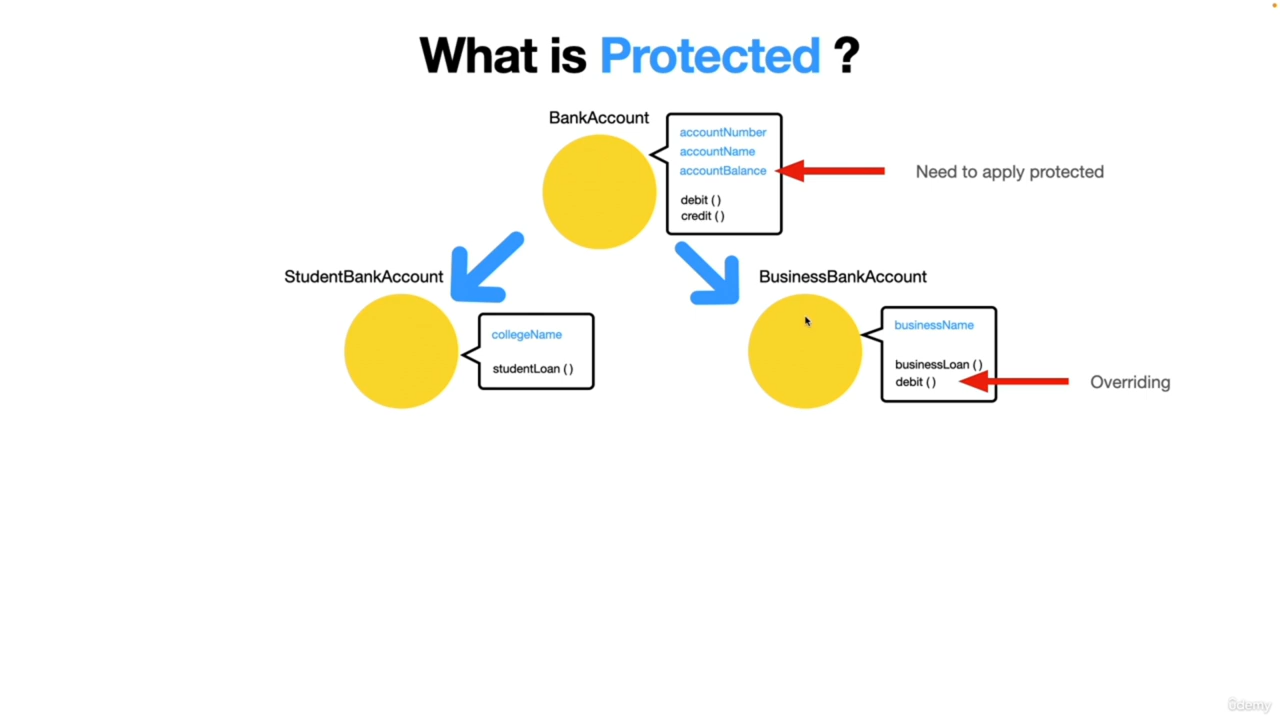 What is Protected ?
BankAccount
accountNumber
accountName
accountBalance
debit ( )
credit ( )
Need to apply protected
StudentBankAccount
collegeName
studentLoan ( )
BusinessBankAccount
businessName
businessLoan ( )
debit ( )
Overriding
ûdemy